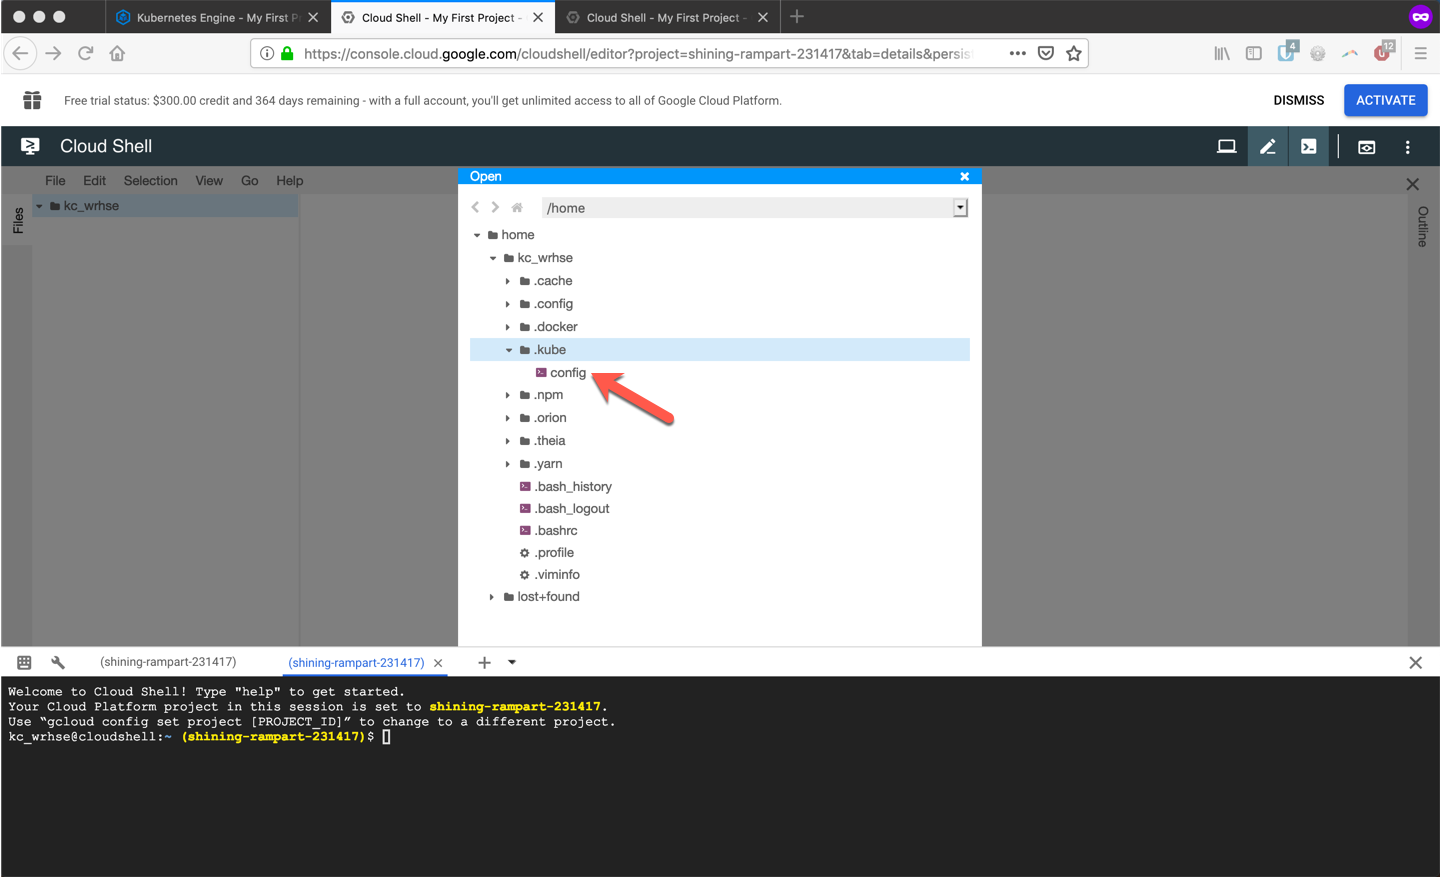 Kubernetes Engine - My First P
Cloud Shell - My First Project -
Cloud Shell - My First Project -
https://console.cloud.google.com/cloudshell/editor?project=shining-rampart-231417&tab=details&persis
4
12
Free trial status: $300.00 credit and 364 days remaining - with a full account, you'll get unlimited access to all of Google Cloud Platform.
DISMISS
ACTIVATE
Cloud Shell
File Edit Selection View Go Help
Files
kc_wrhse
Outline
Open
/home
home
kc_wrhse
.cache
.config
.docker
.kube
config
.npm
.orion
.theia
.yarn
.bash_history
.bash_logout
.bashrc
.profile
.viminfo
lost+found
(shining-rampart-231417)
(shining-rampart-231417)
Welcome to Cloud Shell! Type "help" to get started.
Your Cloud Platform project in this session is set to shining-rampart-231417.
Use “gcloud config set project [PROJECT_ID]” to change to a different project.
kc_wrhse@cloudshell:~ (shining-rampart-231417)$